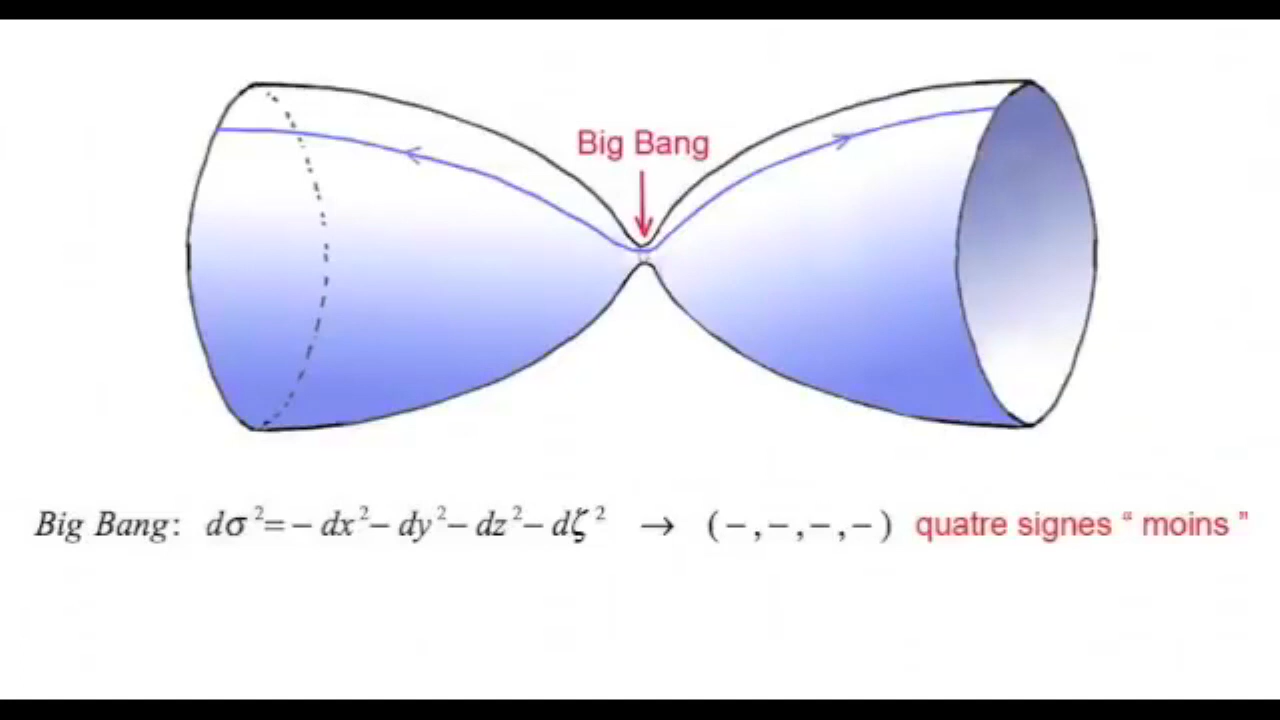 Big Bang
Big Bang: dσ²=− dx²− dy²− dz²− dζ² → (−,−,−,−) quatre signes “ moins ”